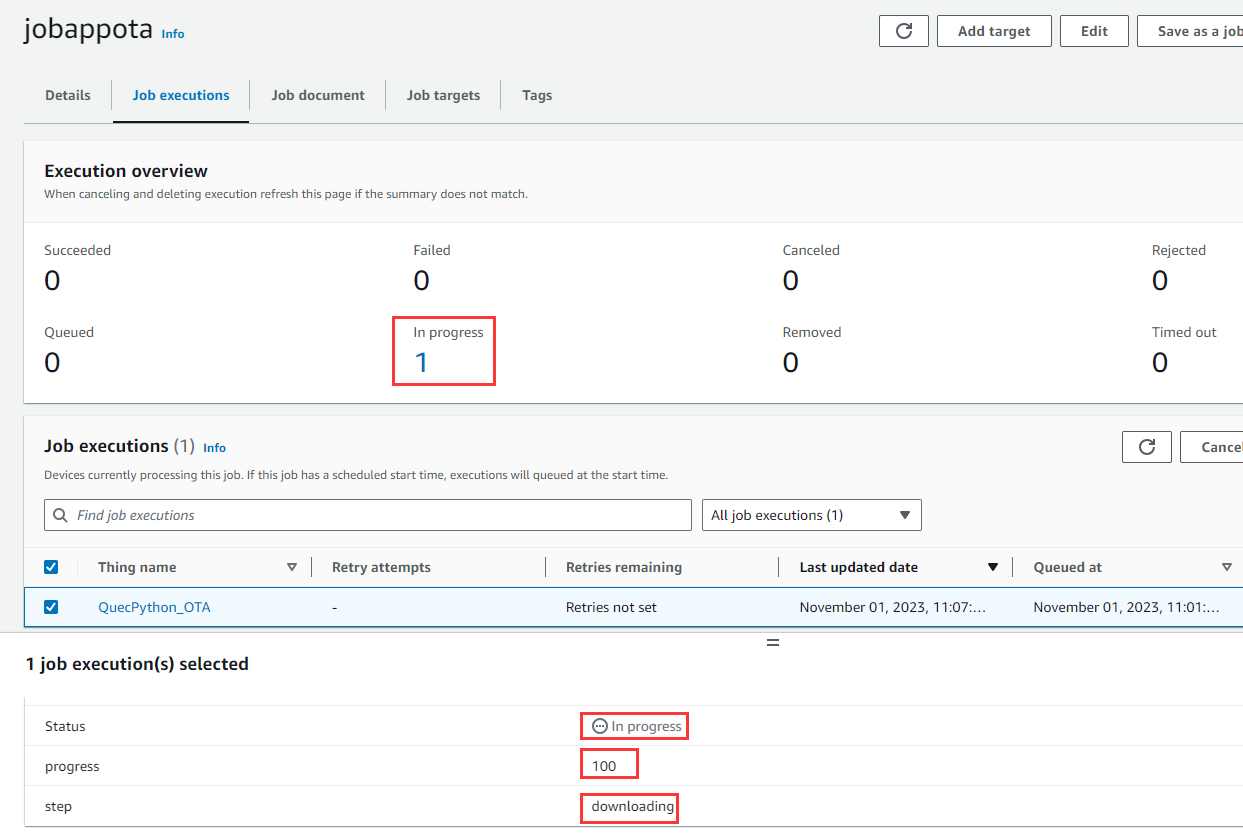 jobappota Info
Add target Edit Save as a job
Details Job executions Job document Job targets Tags
Execution overview
When canceling and deleting execution refresh this page if the summary does not match.
Succeeded Failed Canceled Rejected
0 0 0 0
Queued In progress Removed Timed out
0 1 0 0
Job executions (1) Info
Cancel
Devices currently processing this job. If this job has a scheduled start time, executions will queued at the start time.
Find job executions All job executions (1)
Thing name Retry attempts Retries remaining Last updated date Queued at
QuecPython_OTA - Retries not set November 01, 2023, 11:07:... November 01, 2023, 11:01:...
1 job execution(s) selected
Status In progress
progress 100
step downloading